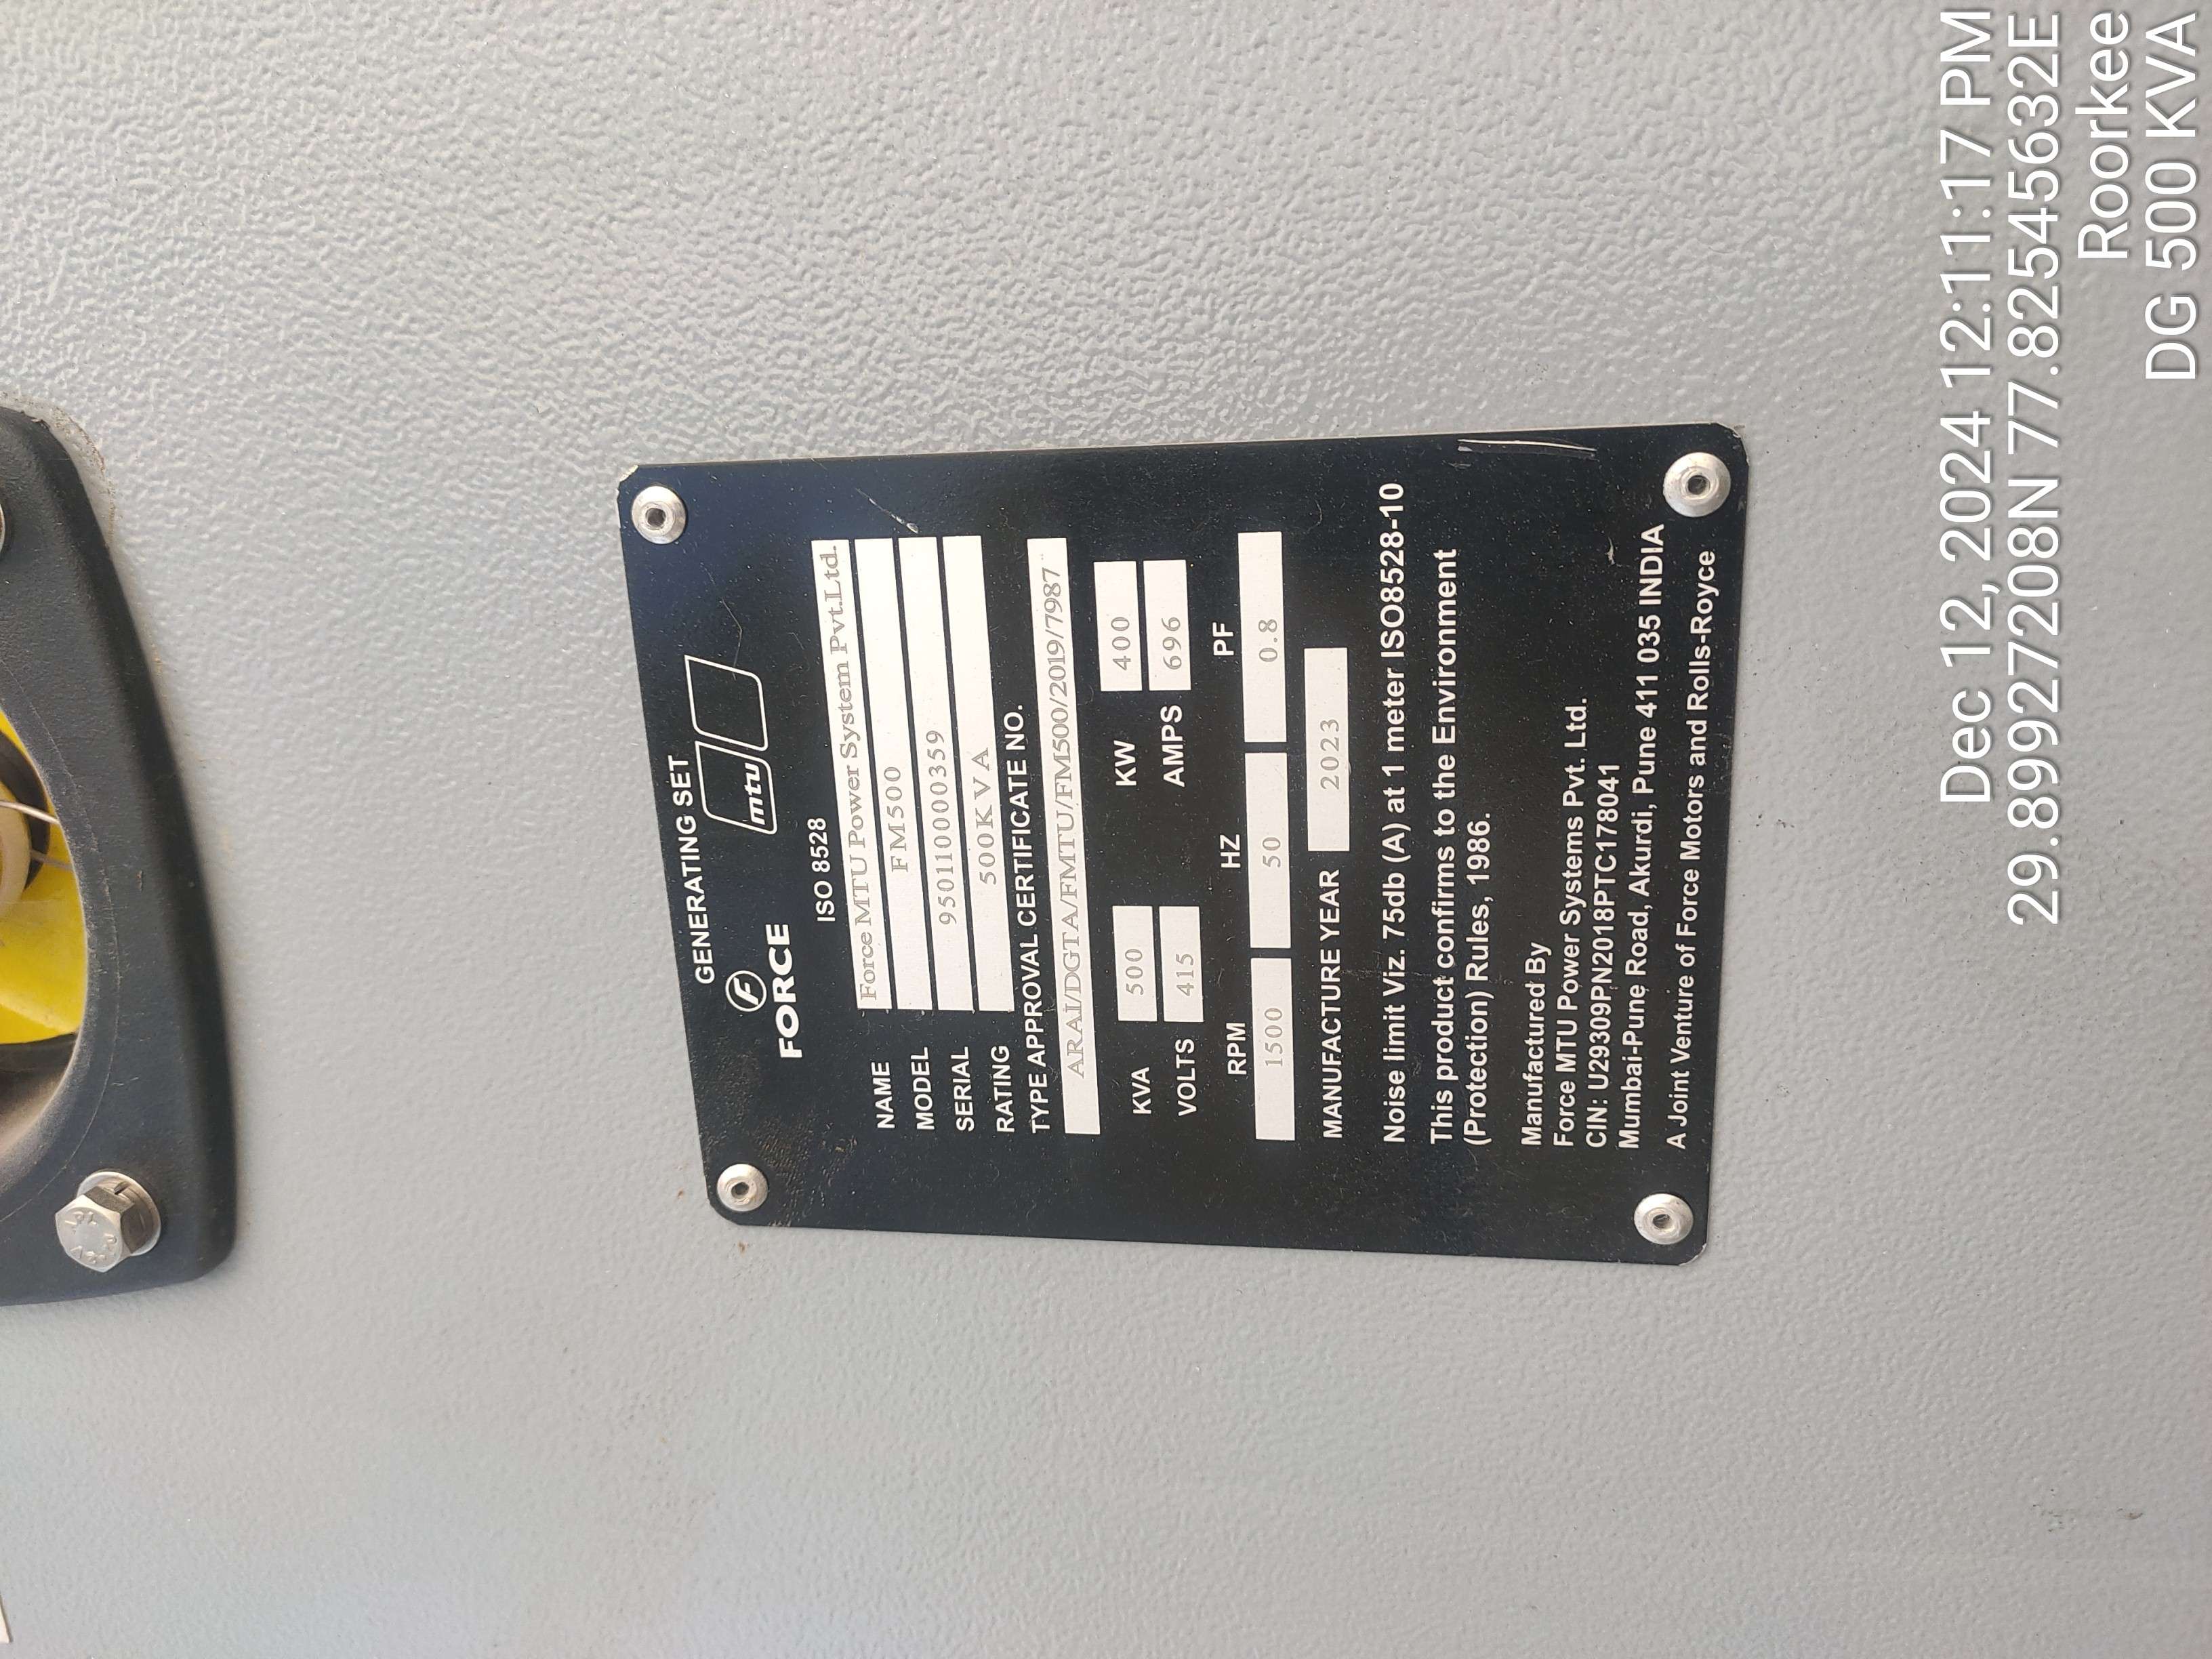 GENERATING SET
F
FORCE
mtu
ISO 8528
NAME Force MTU Power System Pvt.Ltd.
MODEL FM500
SERIAL 9501100000359
RATING 500KVA
TYPE APPROVAL CERTIFICATE NO.
ARAI/DGTA/FMTU/FM500/2019/7987
KVA 500 KW 400
VOLTS 415 AMPS 696
RPM HZ PF
1500 50 0.8
MANUFACTURE YEAR 2023
Noise limit Viz. 75db (A) at 1 meter ISO8528-10
This product confirms to the Environment
(Protection) Rules, 1986.
Manufactured By
Force MTU Power Systems Pvt. Ltd.
CIN: U29309PN2018PTC178041
Mumbai-Pune Road, Akurdi, Pune 411 035 INDIA
A Joint Venture of Force Motors and Rolls-Royce
Dec 12, 2024 12:11:17 PM
29.8992727208N 77.82545632E
Roorkee
DG 500 KVA